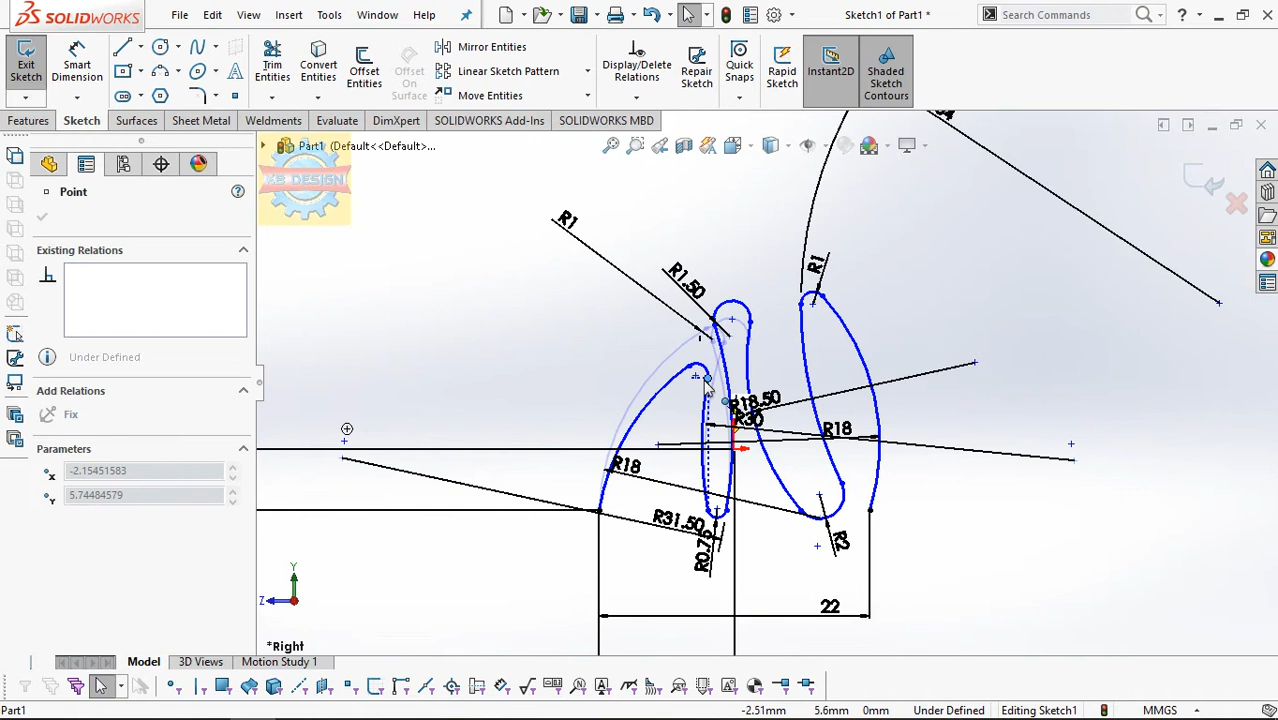 SOLIDWORKS File Edit View Insert Tools Window Help Sketch1 of Part1 * Search Commands
Exit Sketch Smart Dimension Trim Entities Convert Entities Offset Entities Offset On Surface Mirror Entities Linear Sketch Pattern Move Entities Display/Delete Relations Repair Sketch Quick Snaps Rapid Sketch Instant2D Shaded Sketch Contours
Features Sketch Surfaces Sheet Metal Weldments Evaluate DimXpert SOLIDWORKS Add-Ins SOLIDWORKS MBD
Part1 (Default<<Default>...
KB DESIGN
Point
Existing Relations
Under Defined
Add Relations
Fix
Parameters
-2.15451583
5.74484579
R1
R1.50
R1
R18.50
R30
R18
R18
R31.50
R0.75
R2
22
Y
Z
*Right
Model 3D Views Motion Study 1
Part1 -2.51mm 5.6mm 0mm Under Defined Editing Sketch1 MMGS